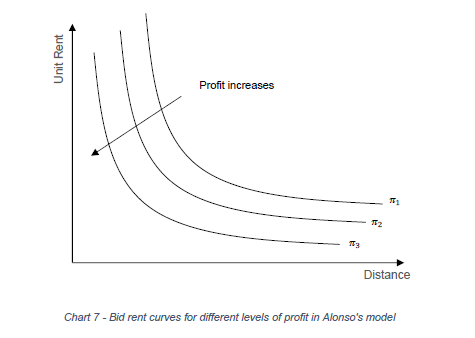 Unit Rent
Profit increases
π1
π2
π3
Distance
Chart 7 - Bid rent curves for different levels of profit in Alonso's model